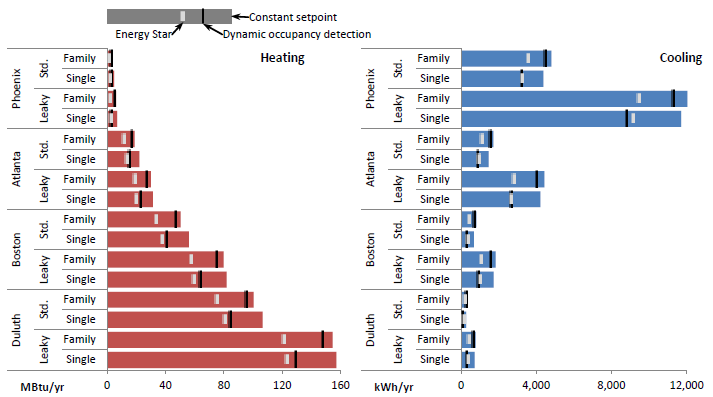 Constant setpoint
Energy Star
Dynamic occupancy detection
Heating
Cooling
Phoenix
Std.
Family
Single
Leaky
Family
Single
Atlanta
Std.
Family
Single
Leaky
Family
Single
Boston
Std.
Family
Single
Leaky
Family
Single
Duluth
Std.
Family
Single
Leaky
Family
Single
MBtu/yr
0 40 80 120 160
Phoenix
Std.
Family
Single
Leaky
Family
Single
Atlanta
Std.
Family
Single
Leaky
Family
Single
Boston
Std.
Family
Single
Leaky
Family
Single
Duluth
Std.
Family
Single
Leaky
Family
Single
kWh/yr
0 4,000 8,000 12,000